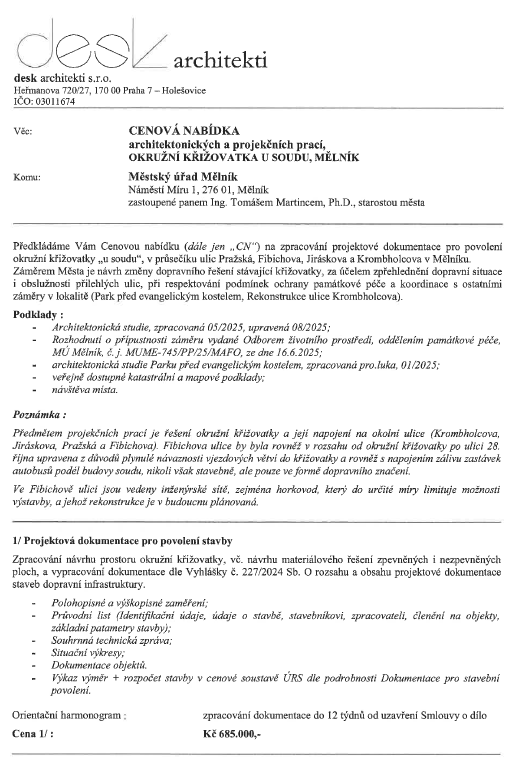 desk architekti
desk architekti s.r.o.
Heřmanova 720/27, 170 00 Praha 7 – Holešovice
IČO: 03011674
Věc: CENOVÁ NABÍDKA
architektonických a projekčních prací,
OKRUŽNÍ KŘIŽOVATKA U SOUDU, MĚLNÍK
Komu: Městský úřad Mělník
Náměstí Míru 1, 276 01, Mělník
zastoupené panem Ing. Tomášem Martincem, Ph.D., starostou města
Předkládáme Vám Cenovou nabídku (dále jen „CN“) na zpracování projektové dokumentace pro povolení
okružní křižovatky „u soudu“, v průsečíku ulic Pražská, Fibichova, Jiráskova a Krombholcova v Mělníku.
Záměrem Města je návrh změny dopravního řešení stávající křižovatky, za účelem zpřehlednění dopravní situace
i obslužnosti přilehlých ulic, při respektování podmínek ochrany památkové péče a koordinace s ostatními
záměry v lokalitě (Park před evangelickým kostelem, Rekonstrukce ulice Krombholcova).
Podklady :
- Architektonická studie, zpracovaná 05/2025, upravená 08/2025;
- Rozhodnutí o přípustnosti záměru vydané Odborem životního prostředí, oddělením památkové péče,
MÚ Mělník, č. j. MUME-745/PP/25/MAFO, ze dne 16.6.2025;
- architektonická studie Parku před evangelickým kostelem, zpracovaná pro.luka, 01/2025;
- veřejně dostupné katastrální a mapové podklady;
- návštěva místa.
Poznámka :
Předmětem projekčních prací je řešení okružní křižovatky a její napojení na okolní ulice (Krombholcova,
Jiráskova, Pražská a Fibichova). Fibichova ulice by byla rovněž v rozsahu od okružní křižovatky po ulici 28.
října upravena z důvodů plynulé návaznosti vjezdových větví do křižovatky a rovněž s napojením zálivu zastávek
autobusů podél budovy soudu, nikoli však stavebně, ale pouze ve formě dopravního značení.
Ve Fibichově ulici jsou vedeny inženýrské sítě, zejména horkovod, který do určité míry limituje možnosti
výstavby, a jehož rekonstrukce je v budoucnu plánovaná.
1/ Projektová dokumentace pro povolení stavby
Zpracování návrhu prostoru okružní křižovatky, vč. návrhu materiálového řešení zpevněných i nezpevněných
ploch, a vypracování dokumentace dle Vyhlášky č. 227/2024 Sb. O rozsahu a obsahu projektové dokumentace
staveb dopravní infrastruktury.
- Polohopisné a výškopisné zaměření;
- Průvodní list (Identifikační údaje, údaje o stavbě, stavebníkovi, zpracovateli, členění na objekty,
základní patametry stavby);
- Souhrnná technická zpráva;
- Situační výkresy;
- Dokumentace objektů.
- Výkaz výměr + rozpočet stavby v cenové soustavě ÚRS dle podrobnosti Dokumentace pro stavební
povolení.
Orientační harmonogram : zpracování dokumentace do 12 týdnů od uzavření Smlouvy o dílo
Cena 1/ : Kč 685.000,-